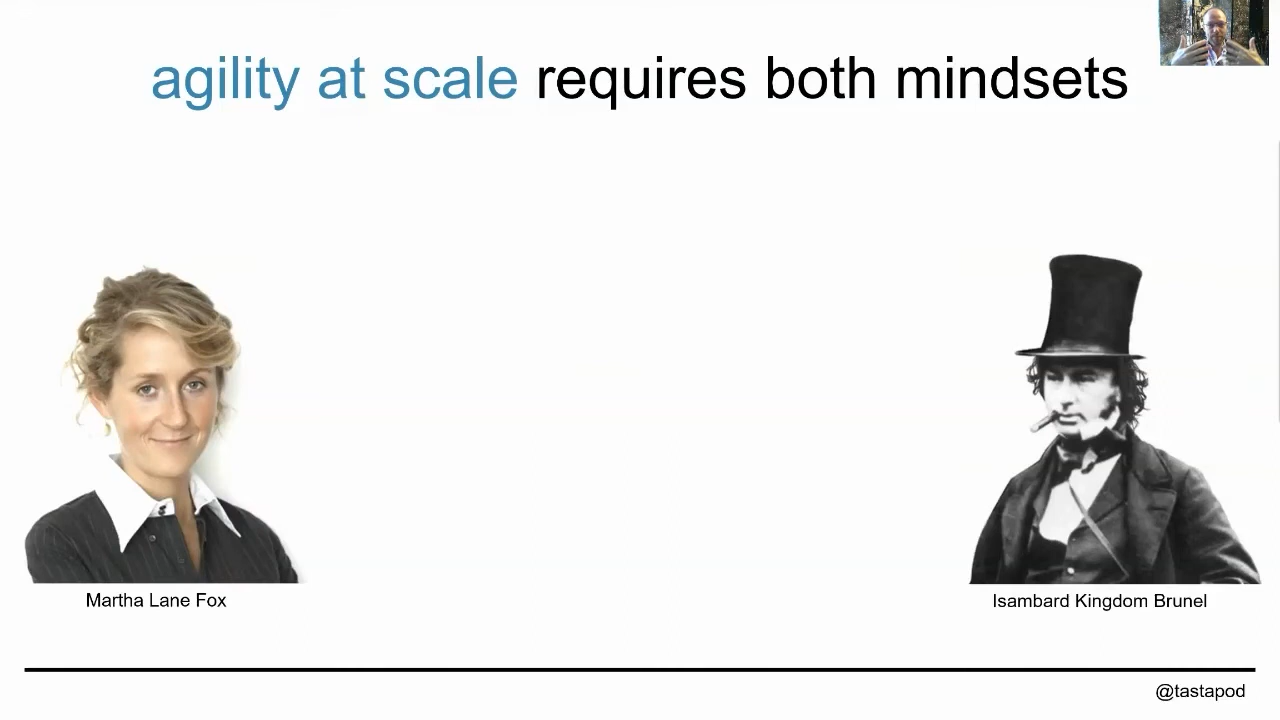 agility at scale requires both mindsets
Martha Lane Fox
Isambard Kingdom Brunel
@tastapod